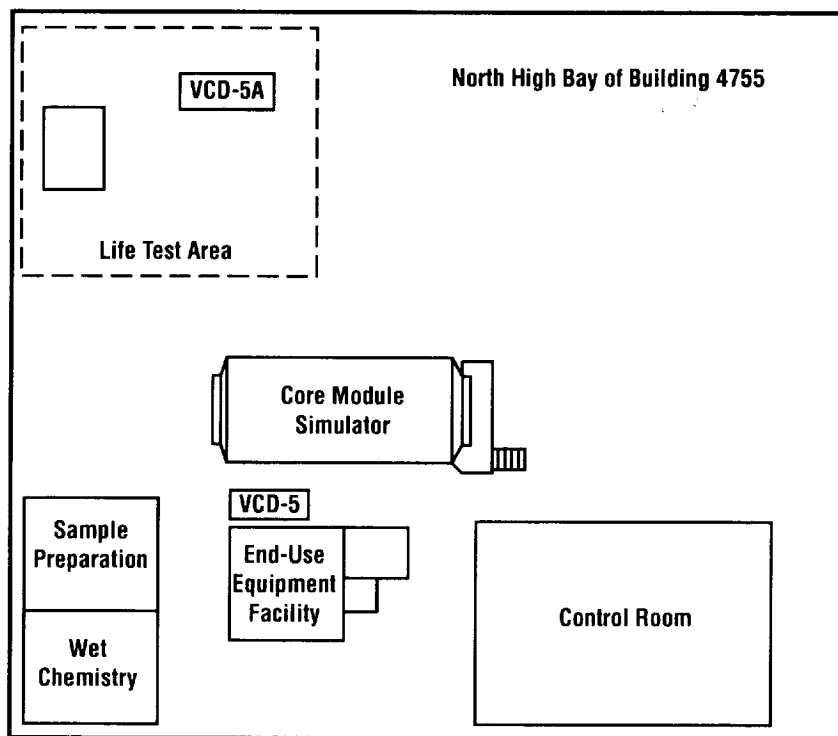 North High Bay of Building 4755
VCD-5A
Life Test Area
Core Module
Simulator
VCD-5
Sample
Preparation
End-Use
Equipment
Facility
Wet
Chemistry
Control Room